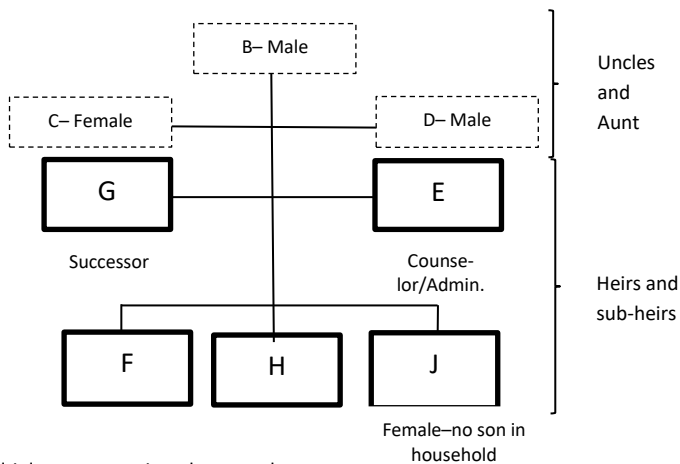 B– Male
Uncles
and
Aunt
C– Female
D– Male
G
E
Successor
Counse-
lor/Admin.
Heirs and
sub-heirs
F
H
J
Female–no son in
household